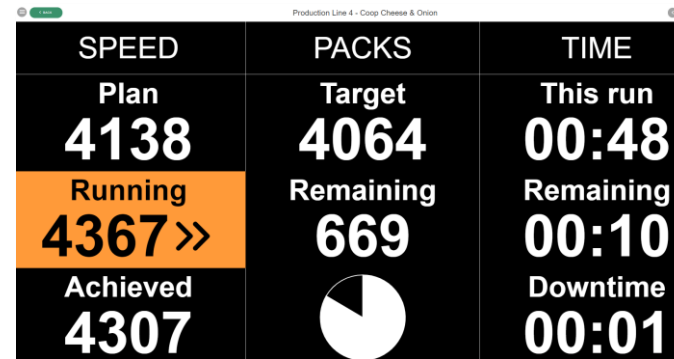 Production Line 4 - Coop Cheese & Onion
SPEED
PACKS
TIME
Plan
4138
Target
4064
This run
00:48
Running
4367 »
Remaining
669
Remaining
00:10
Achieved
4307
Downtime
00:01